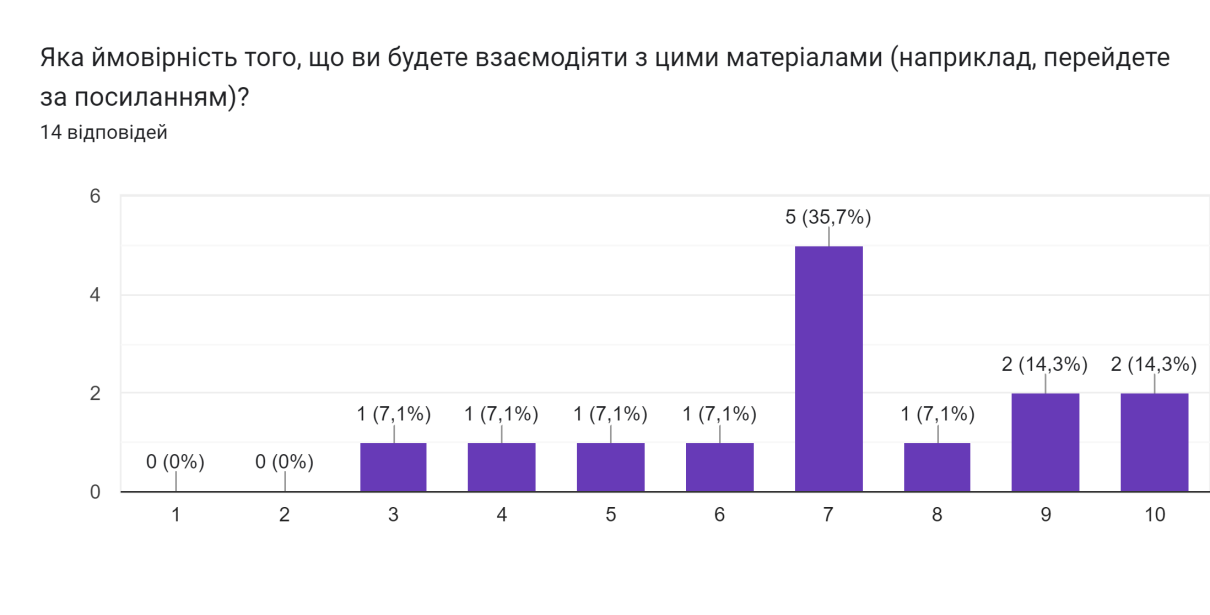 Яка ймовірність того, що ви будете взаємодіяти з цими матеріалами (наприклад, перейдете
за посиланням)?
14 відповідей
6
5 (35,7%)
4
2 (14,3%) 2 (14,3%)
2
1 (7,1%) 1 (7,1%) 1 (7,1%) 1 (7,1%) 1 (7,1%)
0 (0%) 0 (0%)
0
1 2 3 4 5 6 7 8 9 10